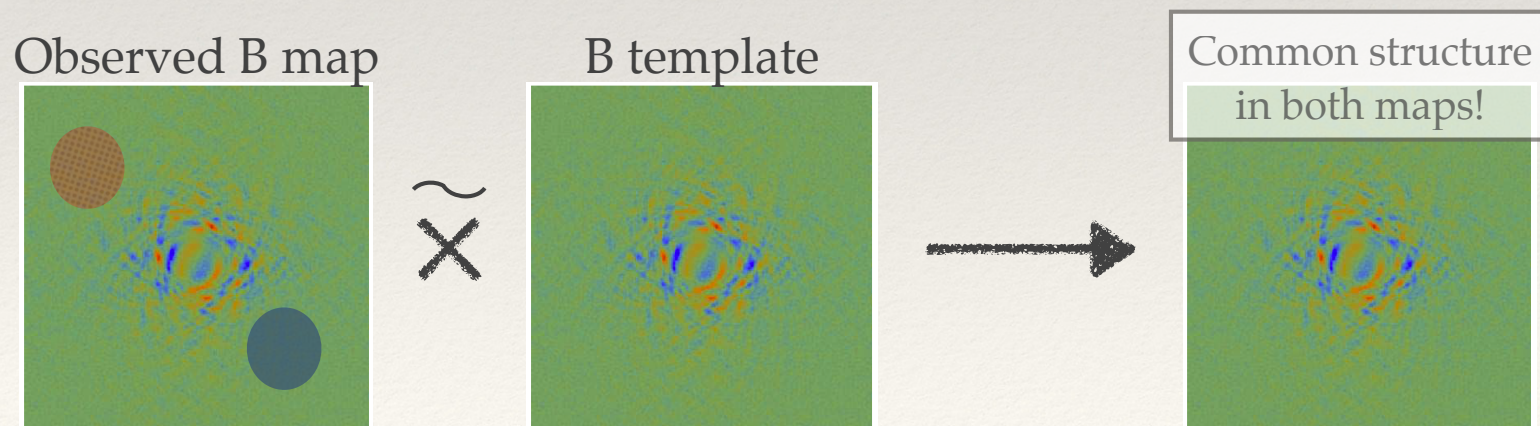 Observed B map
B template
Common structure
in both maps!
~
×